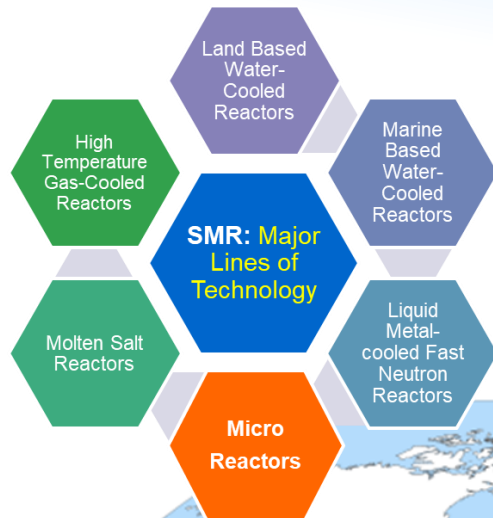 Land Based
Water-
Cooled
Reactors
High
Temperature
Gas-Cooled
Reactors
Marine
Based
Water-
Cooled
Reactors
SMR: Major
Lines of
Technology
Molten Salt
Reactors
Liquid
Metal-
cooled Fast
Neutron
Reactors
Micro
Reactors